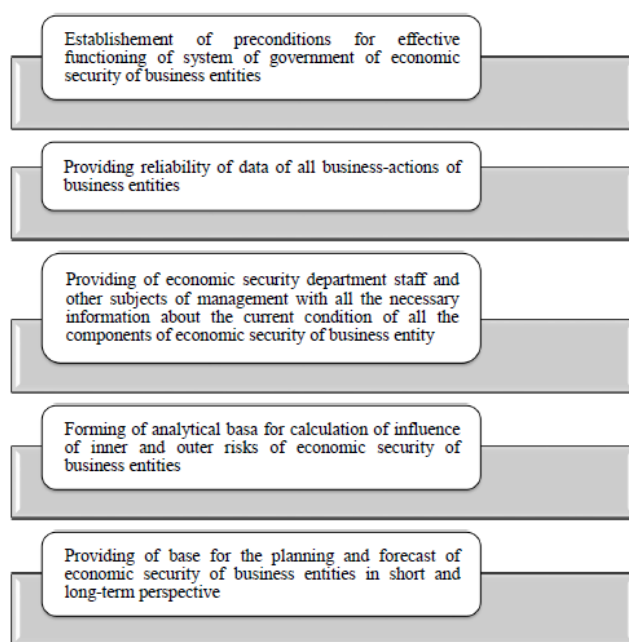 Establishement of preconditions for effective
functioning of system of government of economic
security of business entities
Providing reliability of data of all business-actions of
business entities
Providing of economic security department staff and
other subjects of management with all the necessary
information about the current condition of all the
components of economic security of business entity
Forming of analytical basa for calculation of influence
of inner and outer risks of economic security of
business entities
Providing of base for the planning and forecast of
economic security of business entities in short and
long-term perspective